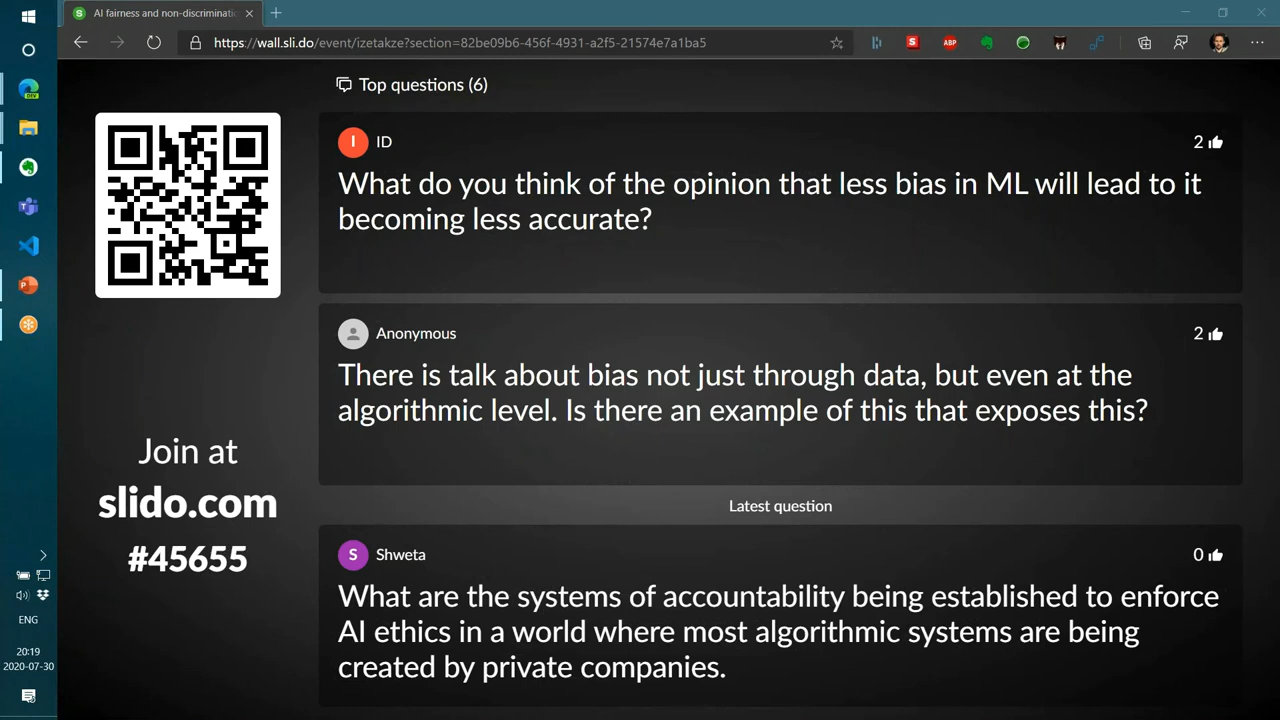 AI fairness and non-discriminatio
https://wall.sli.do/event/izetakze?section=82be09b6-456f-4931-a2f5-21574e7a1ba5
ABP
Top questions (6)
I ID 2
What do you think of the opinion that less bias in ML will lead to it
becoming less accurate?
Anonymous 2
There is talk about bias not just through data, but even at the
algorithmic level. Is there an example of this that exposes this?
Join at
slido.com
#45655
Latest question
S Shweta 0
What are the systems of accountability being established to enforce
AI ethics in a world where most algorithmic systems are being
created by private companies.
ENG
20:19
2020-07-30